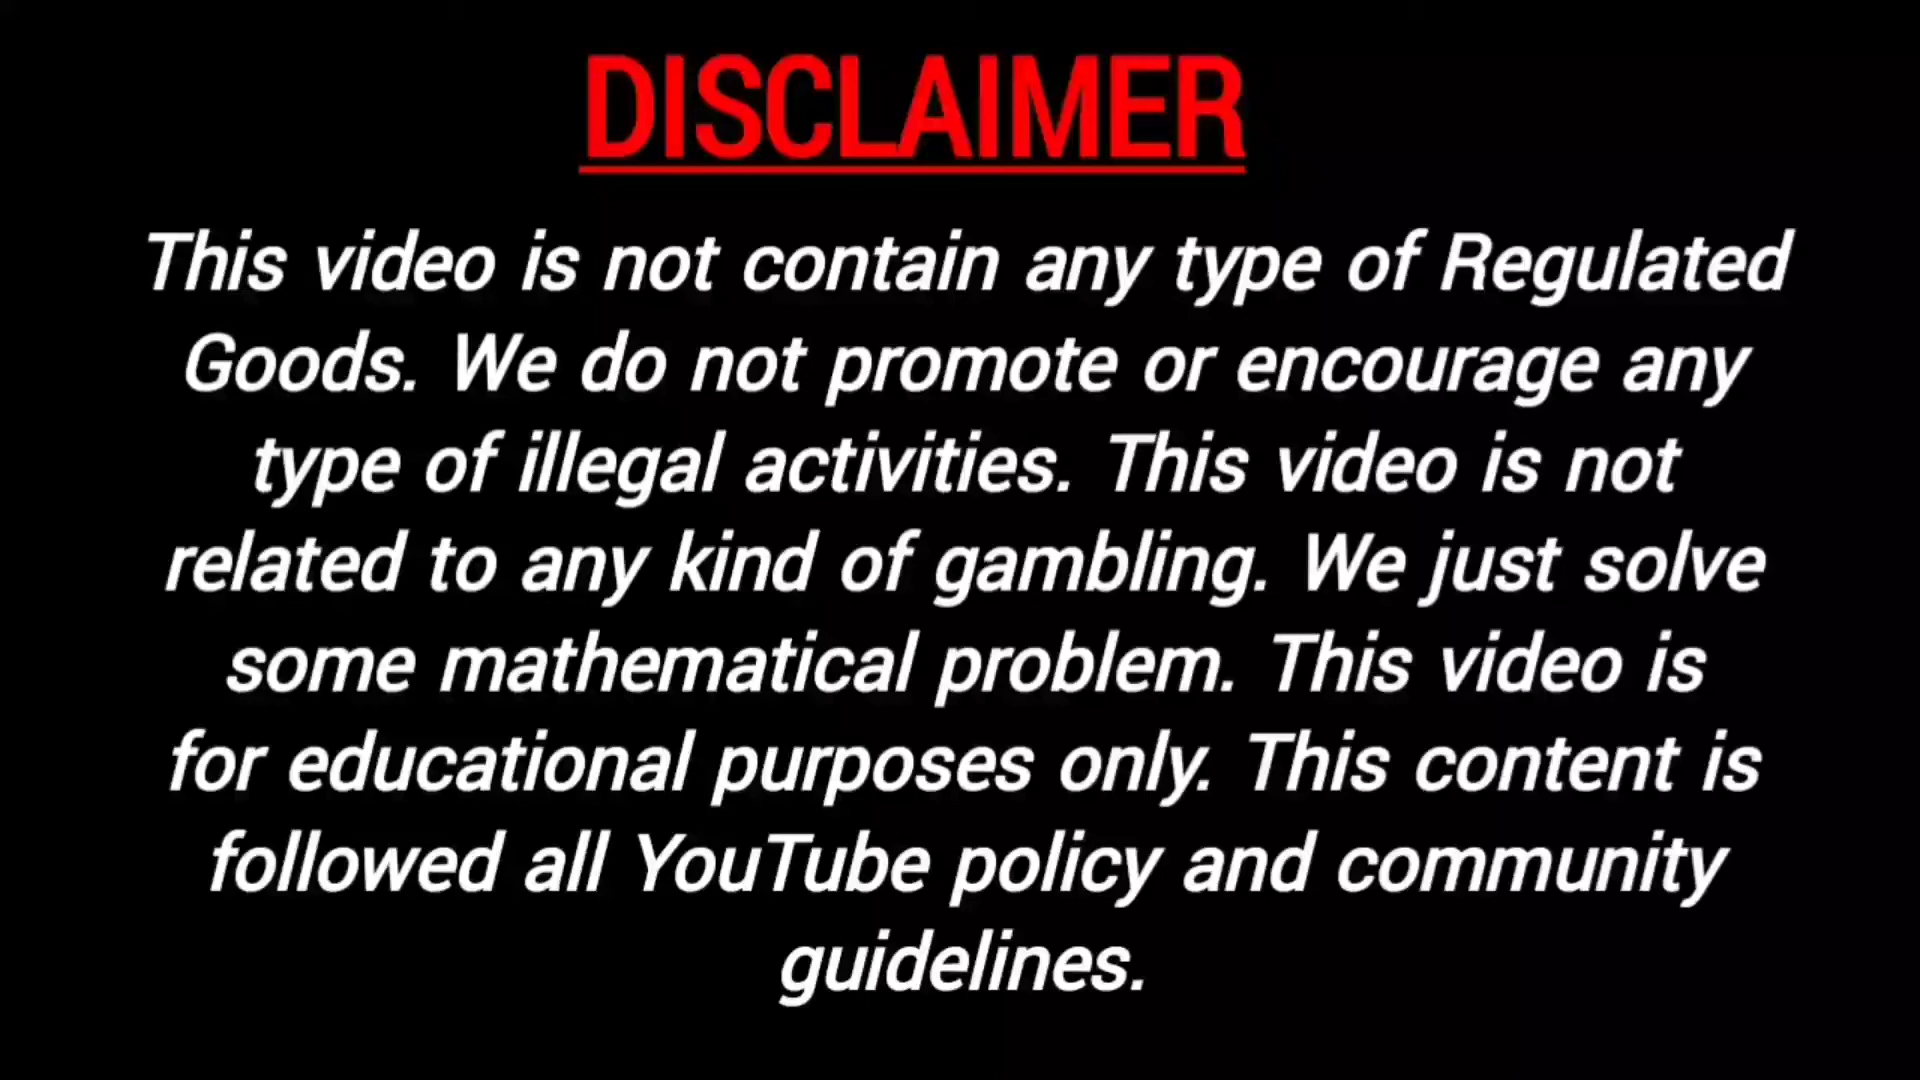 DISCLAIMER
This video is not contain any type of Regulated
Goods. We do not promote or encourage any
type of illegal activities. This video is not
related to any kind of gambling. We just solve
some mathematical problem. This video is
for educational purposes only. This content is
followed all YouTube policy and community
guidelines.